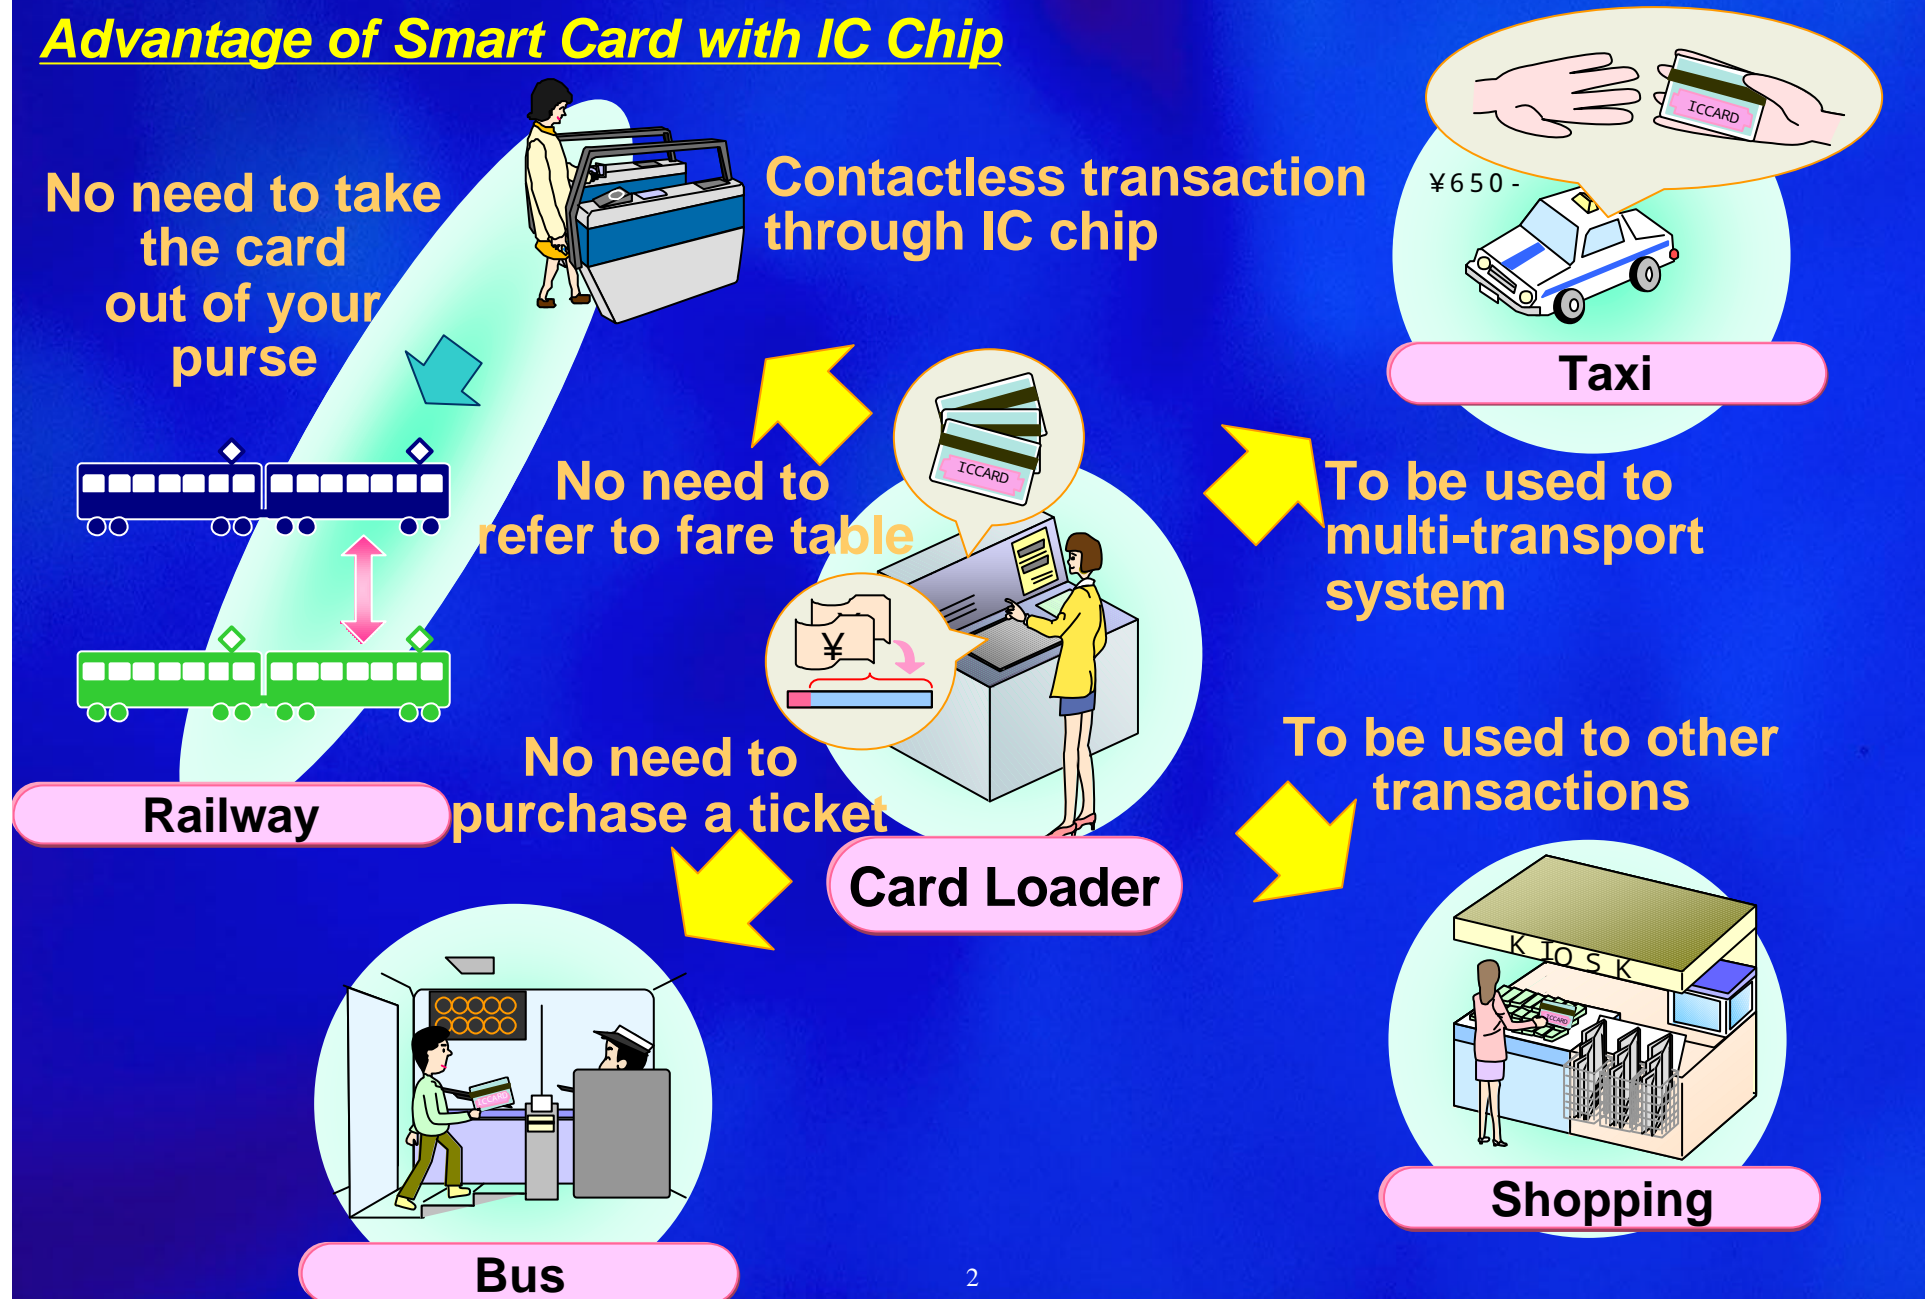 Advantage of Smart Card with IC Chip
No need to take
the card
out of your
purse
Contactless transaction
through IC chip
ICCARD
¥650-
Taxi
ICCARD
No need to
refer to fare table
To be used to
multi-transport
system
¥
Railway
No need to
purchase a ticket
Card Loader
To be used to other
transactions
KIOSK
ICCARD
Shopping
ICCARD
Bus
2